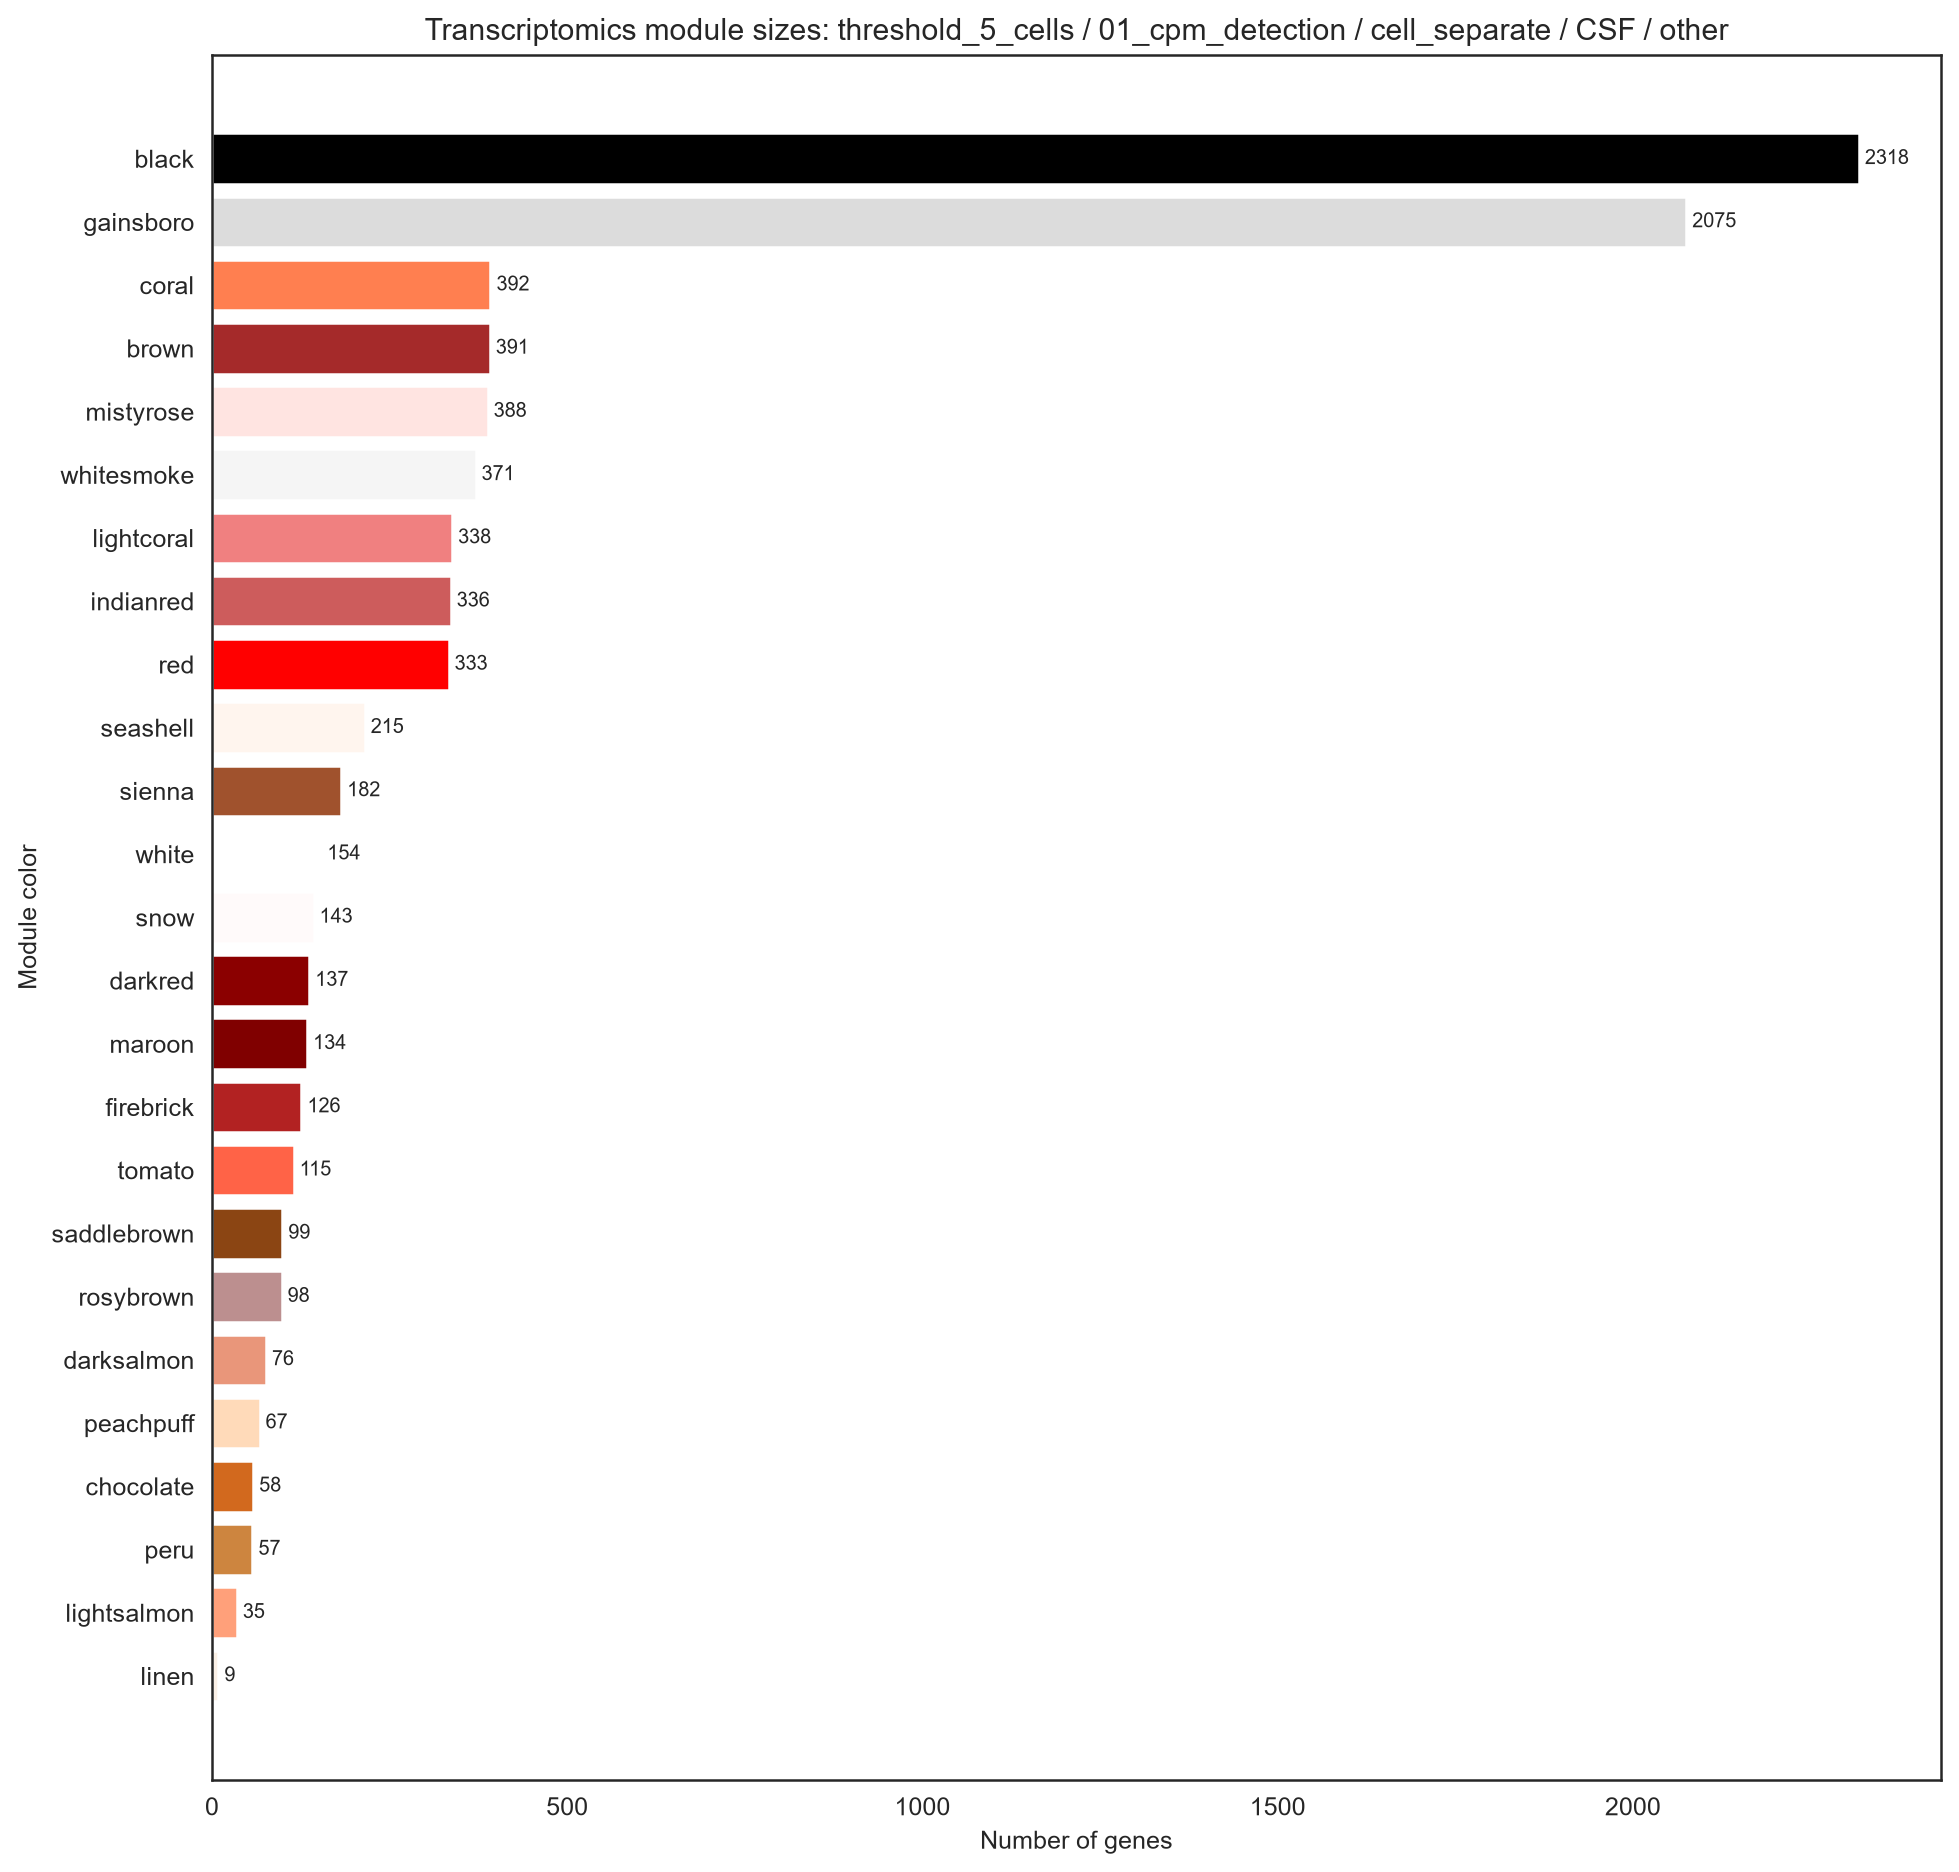 Transcriptomics module sizes: threshold_5_cells / 01_cpm_detection / cell_separate / CSF / other
Module color
black 2318
gainsboro 2075
coral 392
brown 391
mistyrose 388
whitesmoke 371
lightcoral 338
indianred 336
red 333
seashell 215
sienna 182
white 154
snow 143
darkred 137
maroon 134
firebrick 126
tomato 115
saddlebrown 99
rosybrown 98
darksalmon 76
peachpuff 67
chocolate 58
peru 57
lightsalmon 35
linen 9
0 500 1000 1500 2000
Number of genes